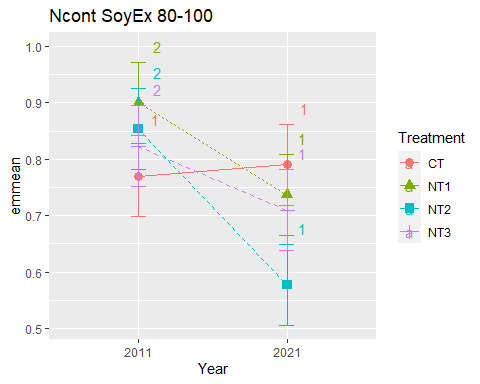 Ncont SoyEx 80-100
1.0
0.9
0.8
0.7
0.6
0.5
emmean
2
2
2
1
1
1
1
1
2011
2021
Year
Treatment
a CT
a NT1
a NT2
a NT3